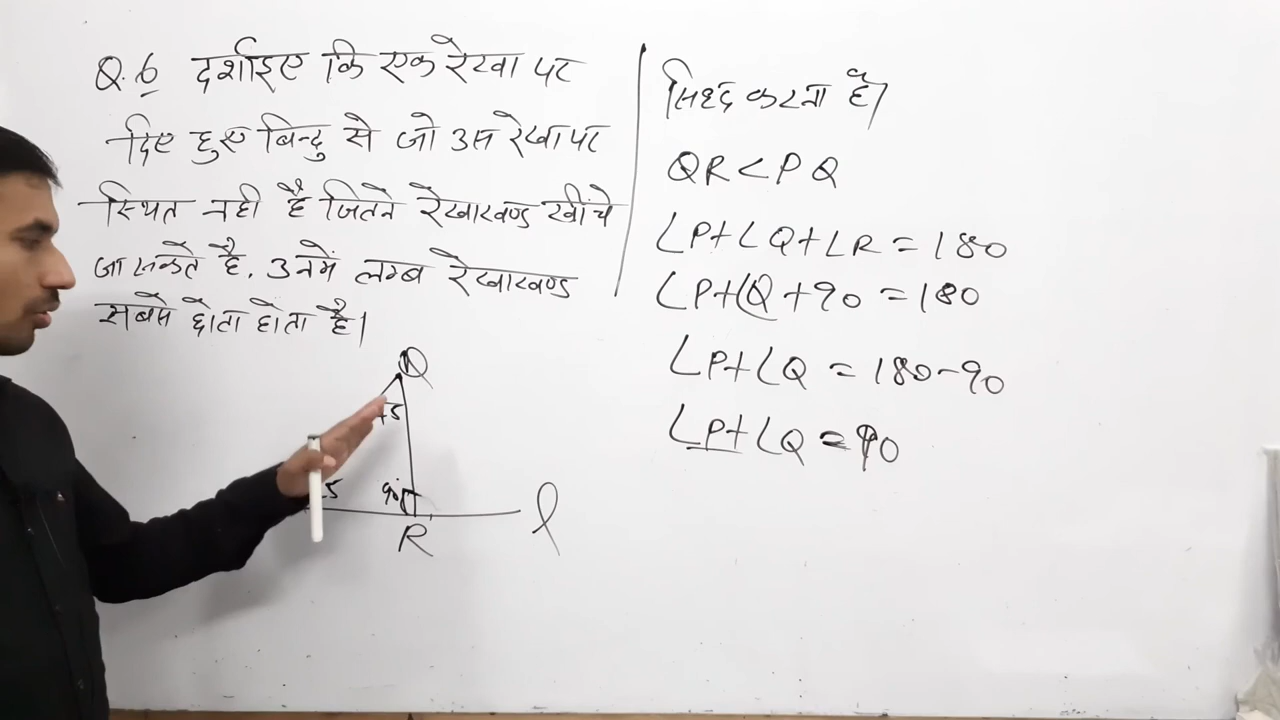 Q.6 दर्शाइए कि एक रेखा पर
दिए हुए बिन्दु से जो उस रेखा पर
स्थित नही है जितने रेखाखण्ड खींचे
जा सकते है, उनमें लम्ब रेखाखण्ड
सबसे छोटा होता है।
सिध्द करना है।
QR < PQ
∠P+∠Q+∠R = 180
∠P+∠Q+90 = 180
∠P+∠Q = 180-90
∠P+∠Q = 90
Q
45
5
90°
R
l